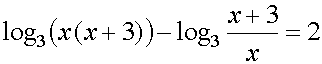 log₃(x(x+3))−log₃ (x+3)/x = 2